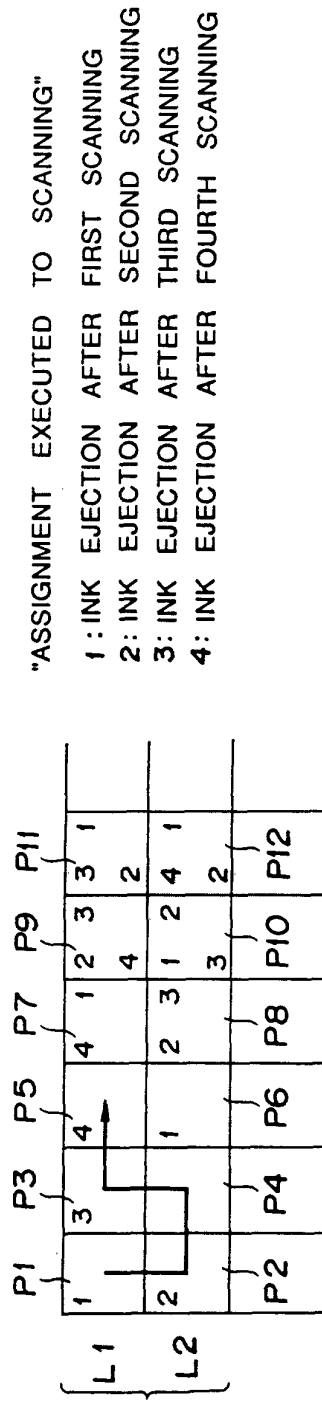 "ASSIGNMENT EXECUTED TO SCANNING"
1: INK EJECTION AFTER FIRST SCANNING
2: INK EJECTION AFTER SECOND SCANNING
3: INK EJECTION AFTER THIRD SCANNING
4: INK EJECTION AFTER FOURTH SCANNING
P1 P3 P5 P7 P9 P11
L1 1 3 4 4 1 2 3 3 1
4 2
L2 2 1 2 3 1 2 4 1
3 2
P2 P4 P6 P8 P10 P12